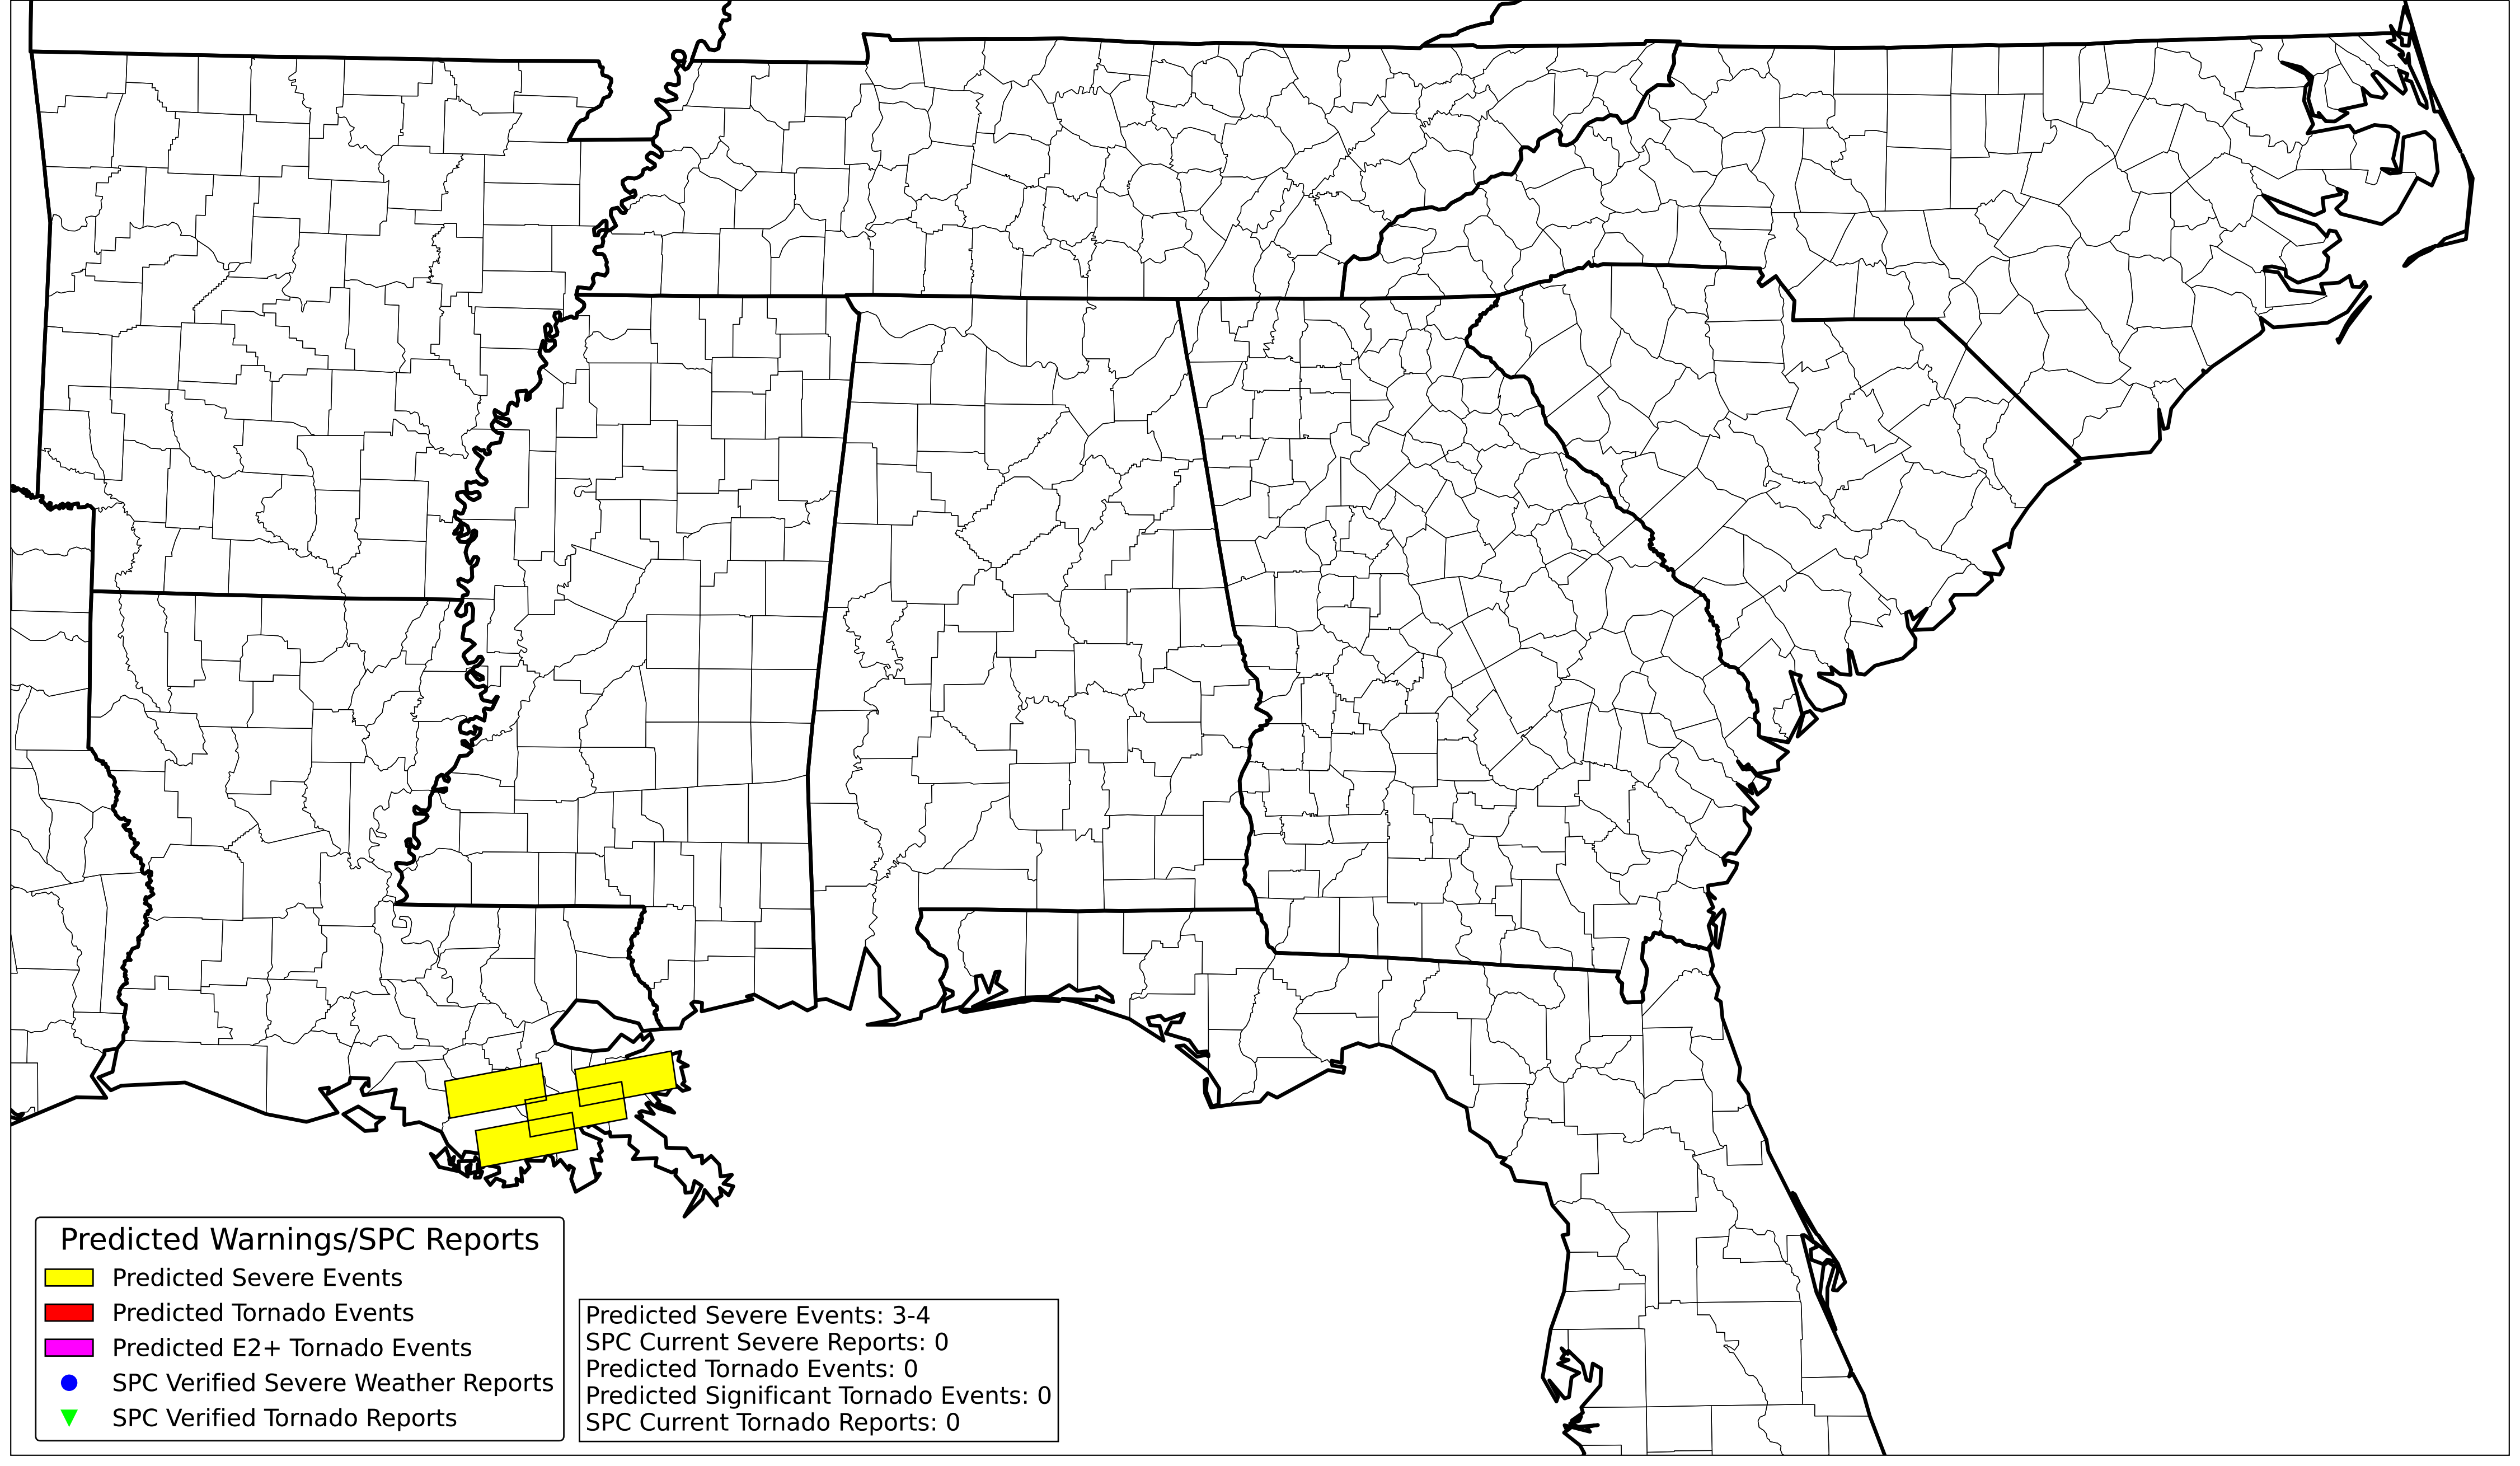 Predicted Warnings/SPC Reports
Predicted Severe Events
Predicted Tornado Events
Predicted E2+ Tornado Events
SPC Verified Severe Weather Reports
SPC Verified Tornado Reports
Predicted Severe Events: 3-4
SPC Current Severe Reports: 0
Predicted Tornado Events: 0
Predicted Significant Tornado Events: 0
SPC Current Tornado Reports: 0